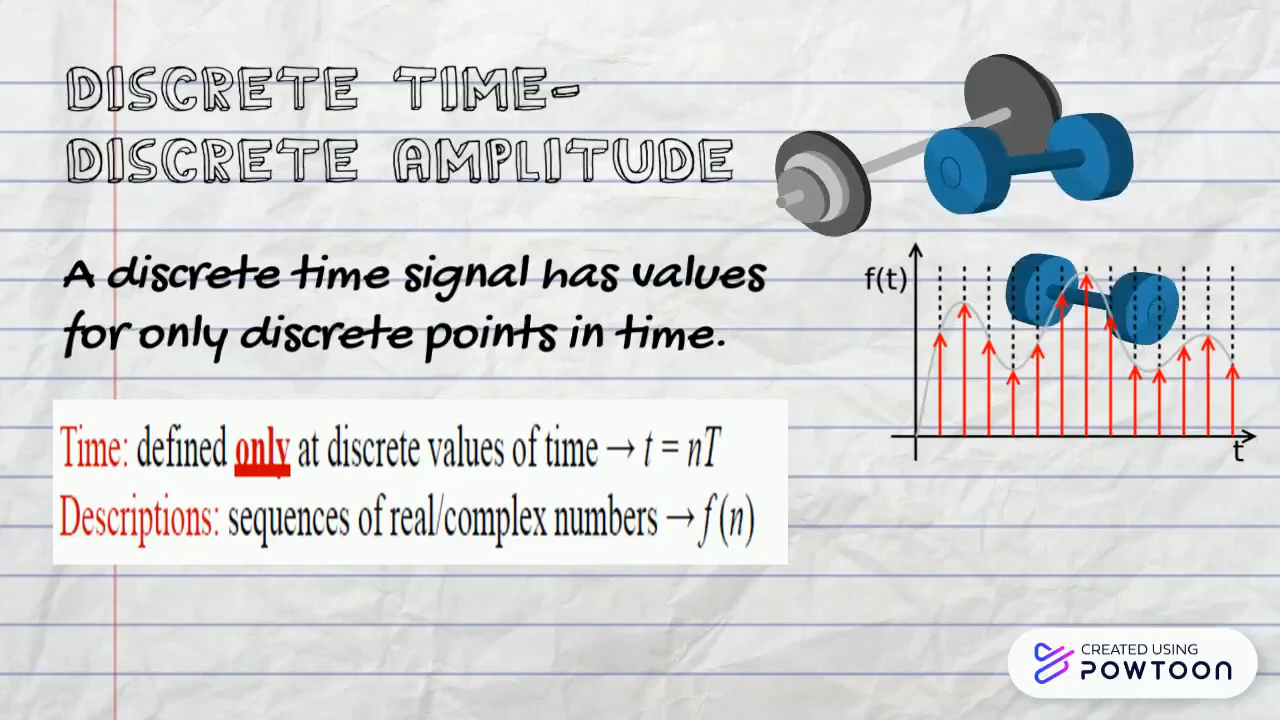 DISCRETE TIME-
DISCRETE AMPLITUDE
A discrete time signal has values
for only discrete points in time.
Time: defined only at discrete values of time → t = nT
Descriptions: sequences of real/complex numbers → f(n)
f(t)
t
CREATED USING
POWTOON